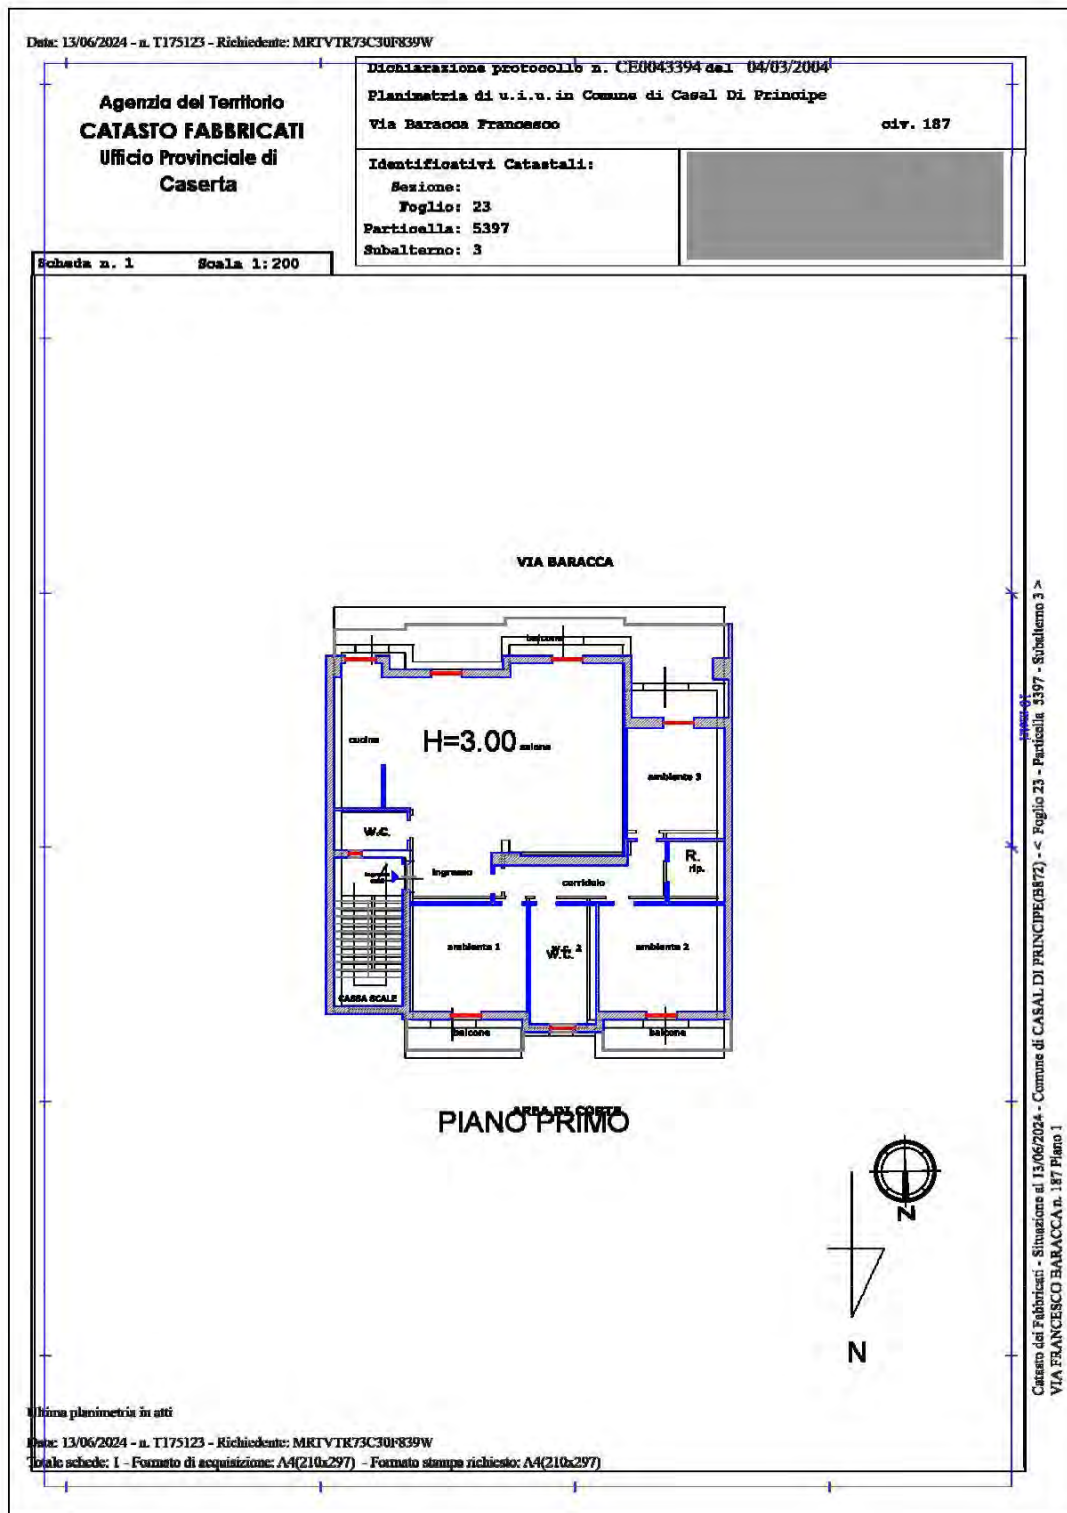 Data: 13/06/2024 - n. T175123 - Richiedente: MRTVTR73C30F839W
Agenzia del Territorio
CATASTO FABBRICATI
Ufficio Provinciale di
Caserta
Dichiarazione protocollo n. CE0043394 del 04/03/2004
Planimetria di u.i.u. in Comune di Casal Di Principe
Via Baracca Francesco civ. 187
Identificativi Catastali:
Sezione:
Foglio: 23
Particella: 5397
Subalterno: 3
Scheda n. 1 Scala 1:200
VIA BARACCA
balcone
cucina
H=3.00 salone
ambiente 3
W.C.
ingresso
R.
rip.
corridoio
ambiente 1
w.c. 2
W.C.
ambiente 2
CASSA SCALE
balcone
balcone
AREA DI CORTE
PIANO PRIMO
N
N
Catasto dei Fabbricati - Situazione al 13/06/2024 - Comune di CASAL DI PRINCIPE(B872) - < Foglio 23 - Particella 5397 - Subalterno 3 >
VIA FRANCESCO BARACCA n. 187 Piano 1
Ultima planimetria in atti
Data: 13/06/2024 - n. T175123 - Richiedente: MRTVTR73C30F839W
Totale schede: 1 - Formato di acquisizione: A4(210x297) - Formato stampa richiesto: A4(210x297)